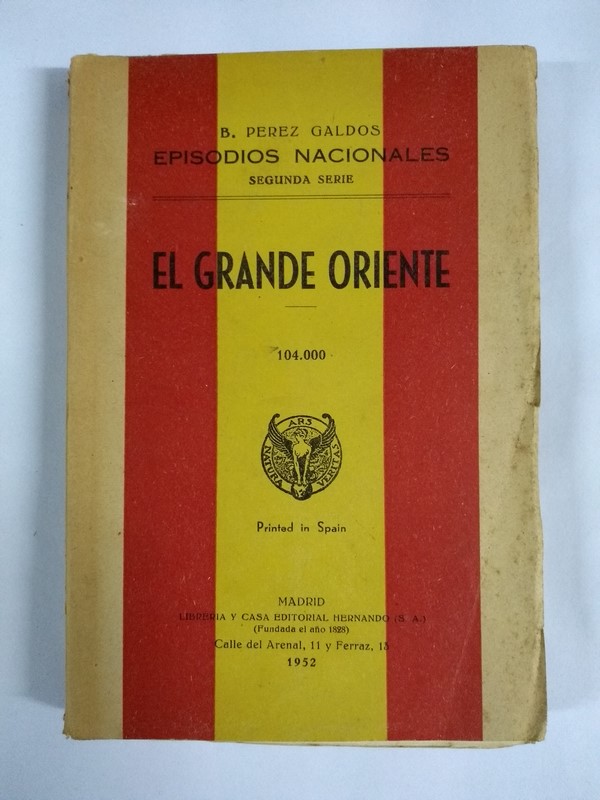 B. PEREZ GALDOS
EPISODIOS NACIONALES
SEGUNDA SERIE
EL GRANDE ORIENTE
104.000
ARS
NATURA
VERITAS
Printed in Spain
MADRID
LIBRERIA Y CASA EDITORIAL HERNANDO (S. A.)
(Fundada el año 1828)
Calle del Arenal, 11 y Ferraz,
1952